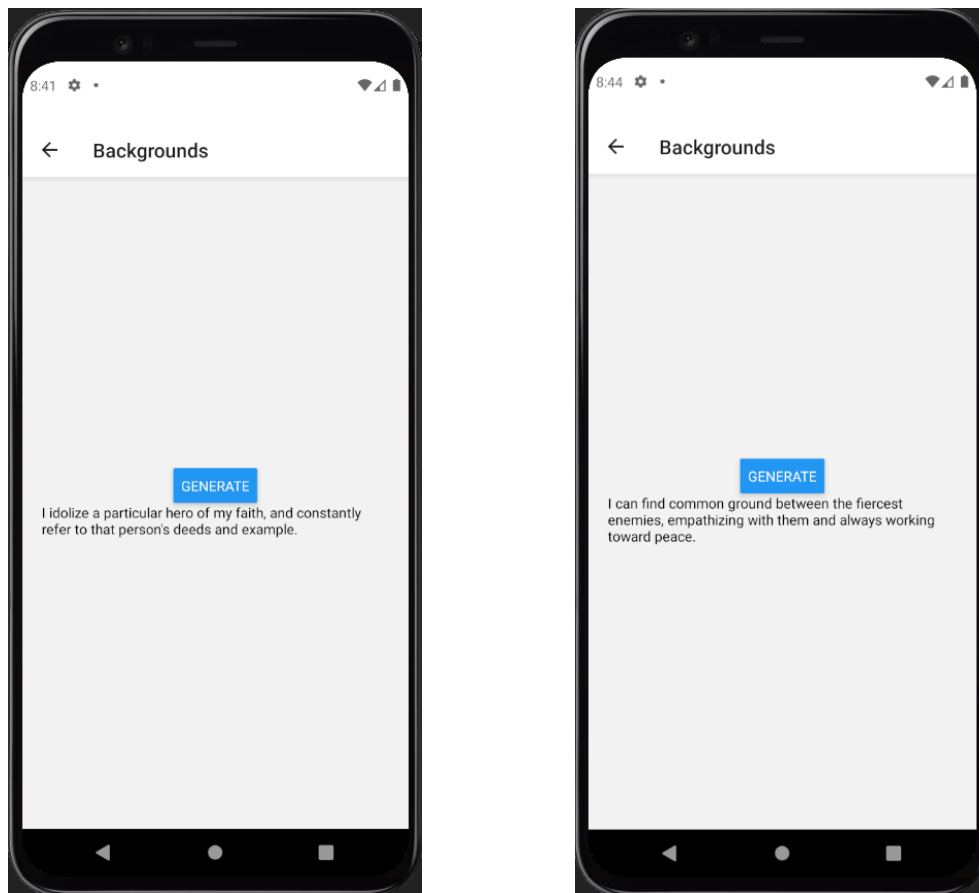 8:41
Backgrounds
GENERATE
I idolize a particular hero of my faith, and constantly
refer to that person's deeds and example.
8:44
Backgrounds
GENERATE
I can find common ground between the fiercest
enemies, empathizing with them and always working
toward peace.